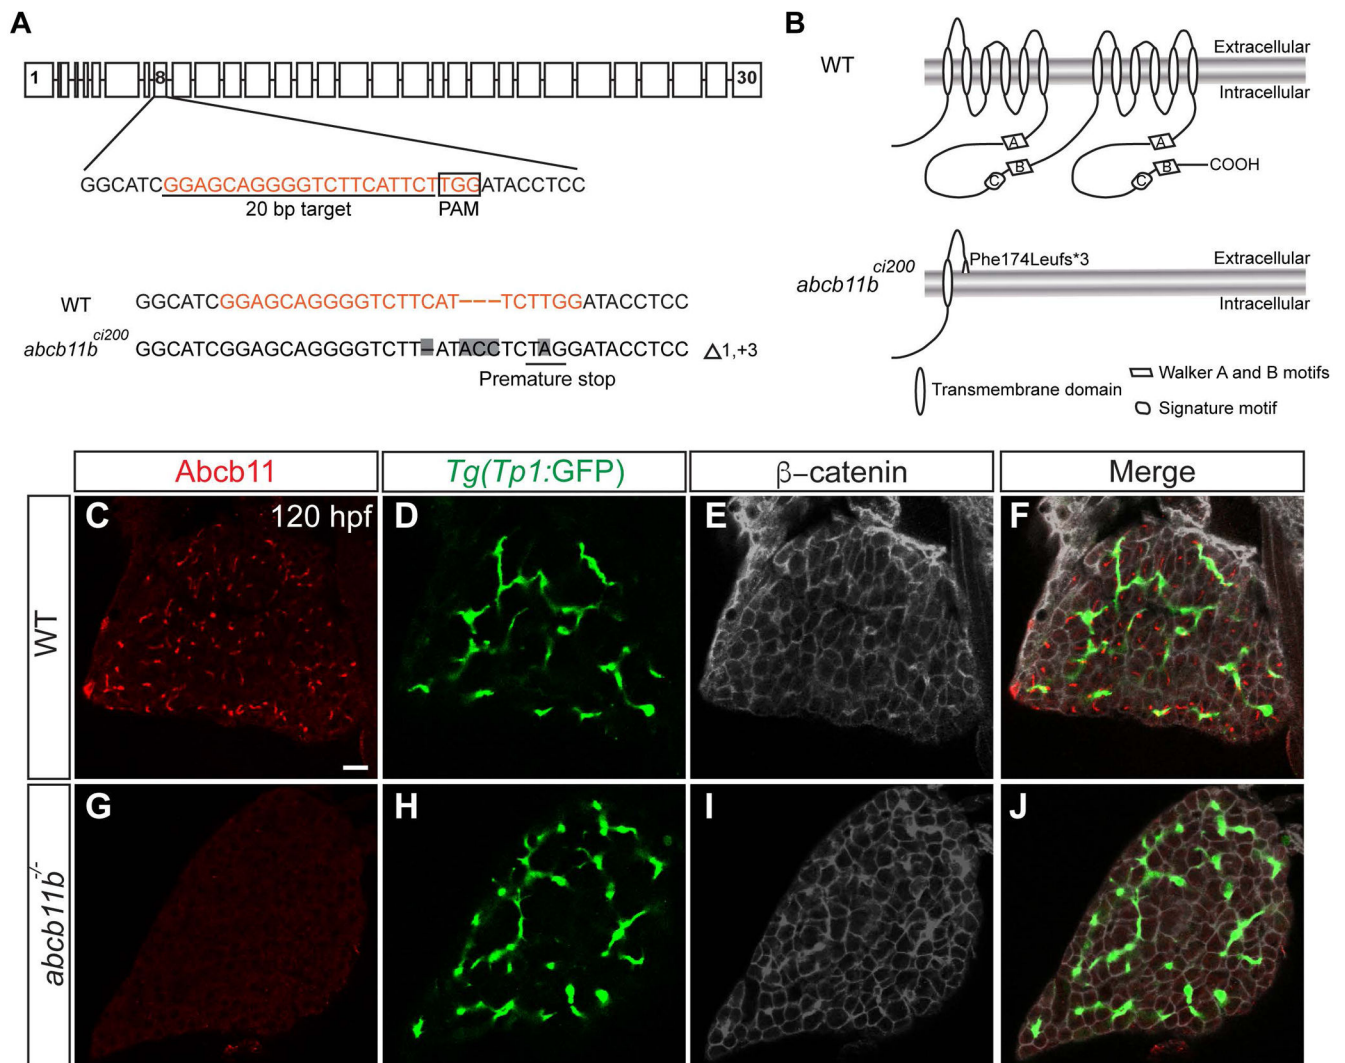 A
1 8 30
GGCATCGGAGCAGGGGTCTTCATTCTTGGATACCTCC
20 bp target PAM
WT GGCATCGGAGCAGGGGTCTTCAT---TCTTGGATACCTCC
abcb11b ci200 GGCATCGGAGCAGGGGTCTT-ATACCTCTAGGATACCTCC △1,+3
Premature stop
B
WT
Extracellular
Intracellular
A A
B B COOH
C C
abcb11b ci200
Phe174Leufs*3
Extracellular
Intracellular
Transmembrane domain
Walker A and B motifs
Signature motif
Abcb11 Tg(Tp1:GFP) β-catenin Merge
WT
C 120 hpf D E F
abcb11b -/-
G H I J